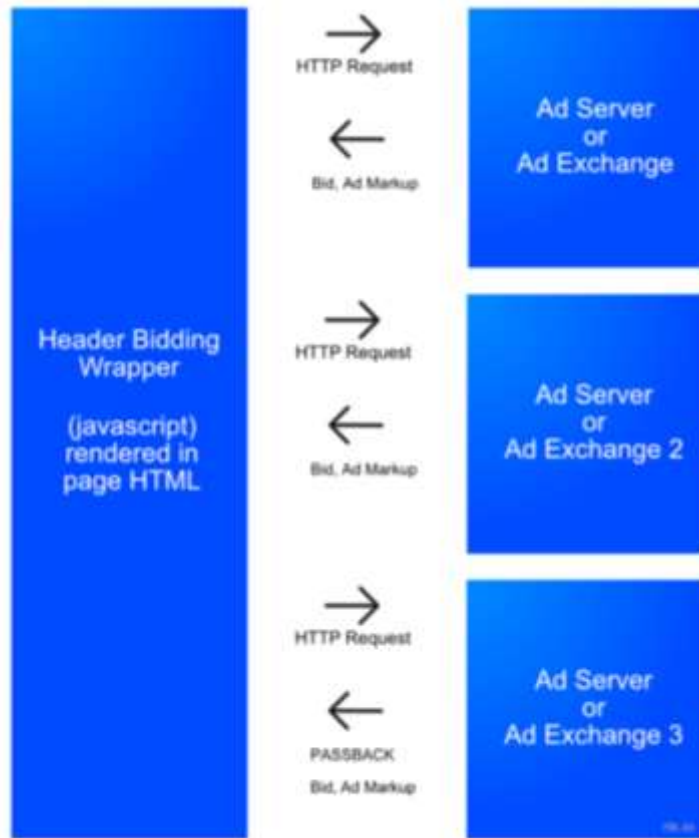 HTTP Request
Bid, Ad Markup
Ad Server
or
Ad Exchange
Header Bidding
Wrapper
(javascript)
rendered in
page HTML
HTTP Request
Bid, Ad Markup
Ad Server
or
Ad Exchange 2
HTTP Request
PASSBACK
Bid, Ad Markup
Ad Server
or
Ad Exchange 3